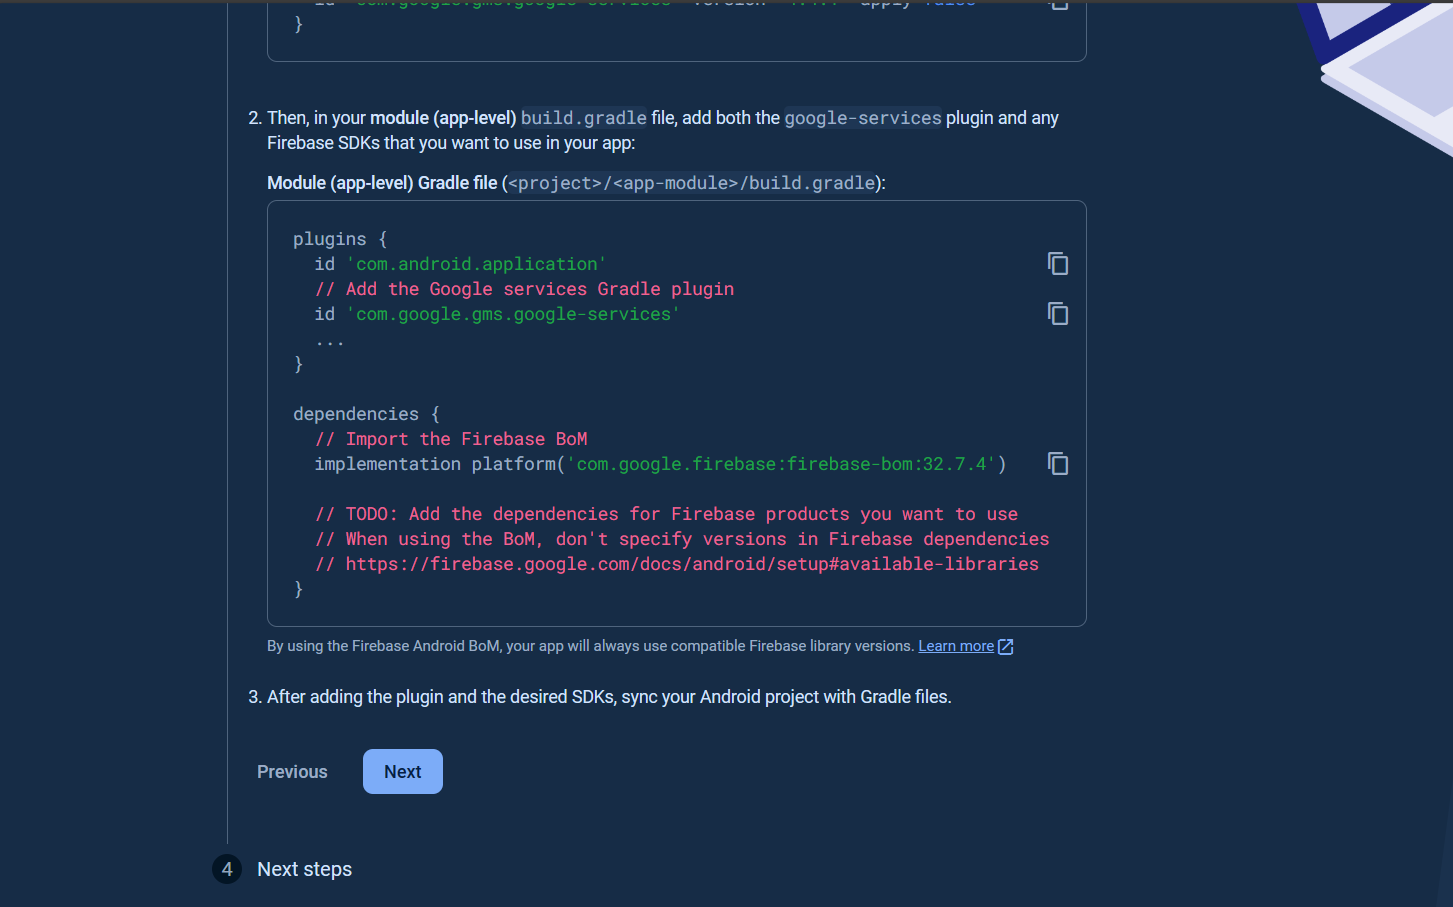 }
2. Then, in your module (app-level) build.gradle file, add both the google-services plugin and any
Firebase SDKs that you want to use in your app:
Module (app-level) Gradle file (<project>/<app-module>/build.gradle):
plugins {
id 'com.android.application'
// Add the Google services Gradle plugin
id 'com.google.gms.google-services'
...
}
dependencies {
// Import the Firebase BoM
implementation platform('com.google.firebase:firebase-bom:32.7.4')
// TODO: Add the dependencies for Firebase products you want to use
// When using the BoM, don't specify versions in Firebase dependencies
// https://firebase.google.com/docs/android/setup#available-libraries
}
By using the Firebase Android BoM, your app will always use compatible Firebase library versions. Learn more
3. After adding the plugin and the desired SDKs, sync your Android project with Gradle files.
Previous
Next
4 Next steps